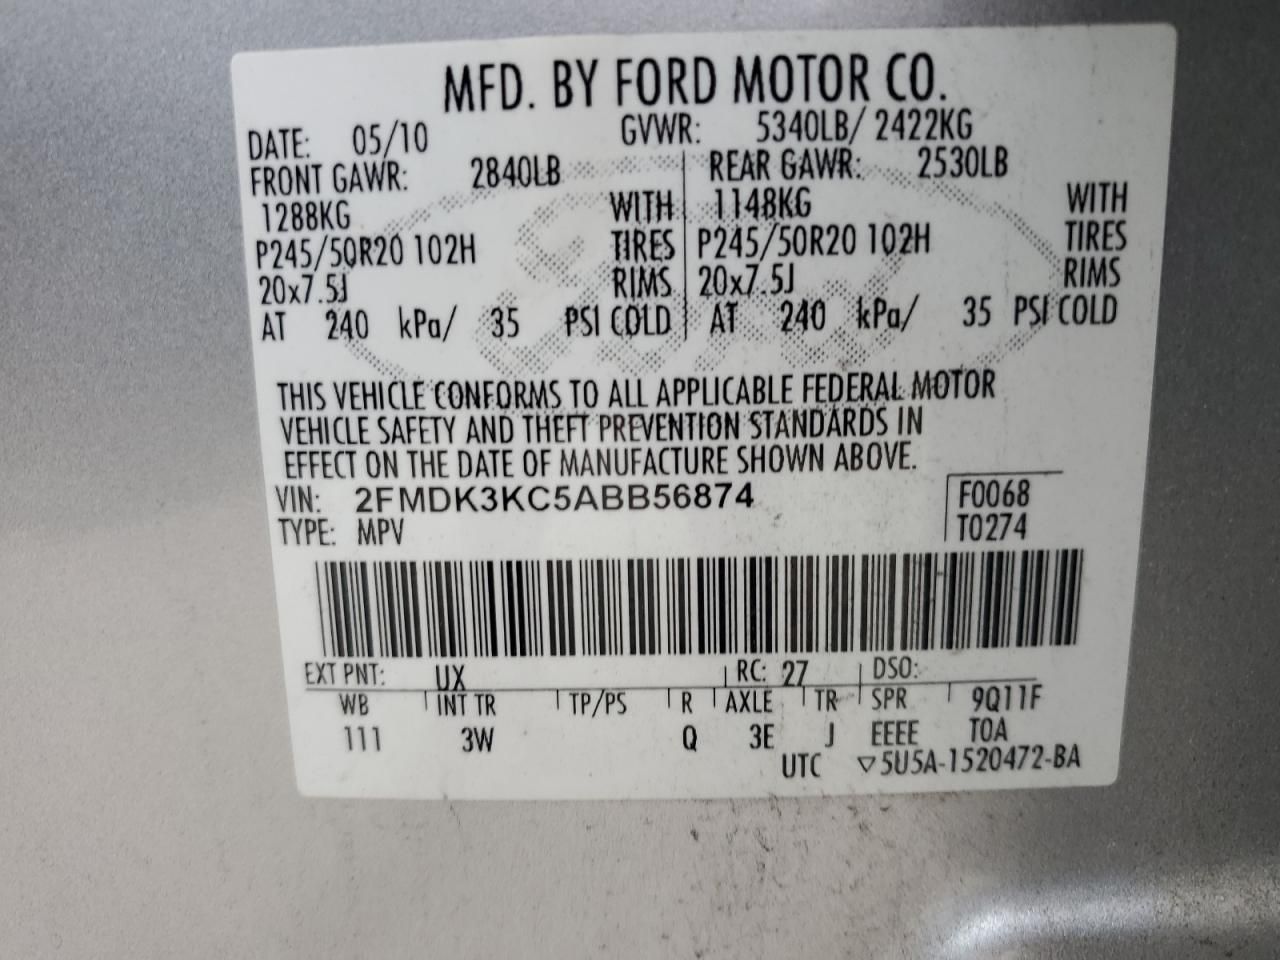 MFD. BY FORD MOTOR CO.
DATE: 05/10 GVWR: 5340LB/ 2422KG
FRONT GAWR: 2840LB REAR GAWR: 2530LB
1288KG WITH 1148KG WITH
P245/50R20 102H TIRES P245/50R20 102H TIRES
20x7.5J RIMS 20x7.5J RIMS
AT 240 kPa/ 35 PSI COLD AT 240 kPa/ 35 PSI COLD
THIS VEHICLE CONFORMS TO ALL APPLICABLE FEDERAL MOTOR
VEHICLE SAFETY AND THEFT PREVENTION STANDARDS IN
EFFECT ON THE DATE OF MANUFACTURE SHOWN ABOVE.
VIN: 2FMDK3KC5ABB56874 F0068
TYPE: MPV T0274
EXT PNT: UX RC: 27 DSO:
WB INT TR TP/PS R AXLE TR SPR 9Q11F
111 3W Q 3E J EEEE TOA
UTC ▽5U5A-1520472-BA